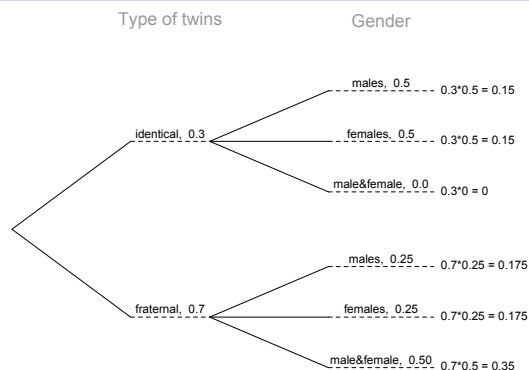 Type of twins Gender
males, 0.5 0.3*0.5 = 0.15
identical, 0.3 females, 0.5 0.3*0.5 = 0.15
male&female, 0.0 0.3*0 = 0
males, 0.25 0.7*0.25 = 0.175
fraternal, 0.7 females, 0.25 0.7*0.25 = 0.175
male&female, 0.50 0.7*0.5 = 0.35